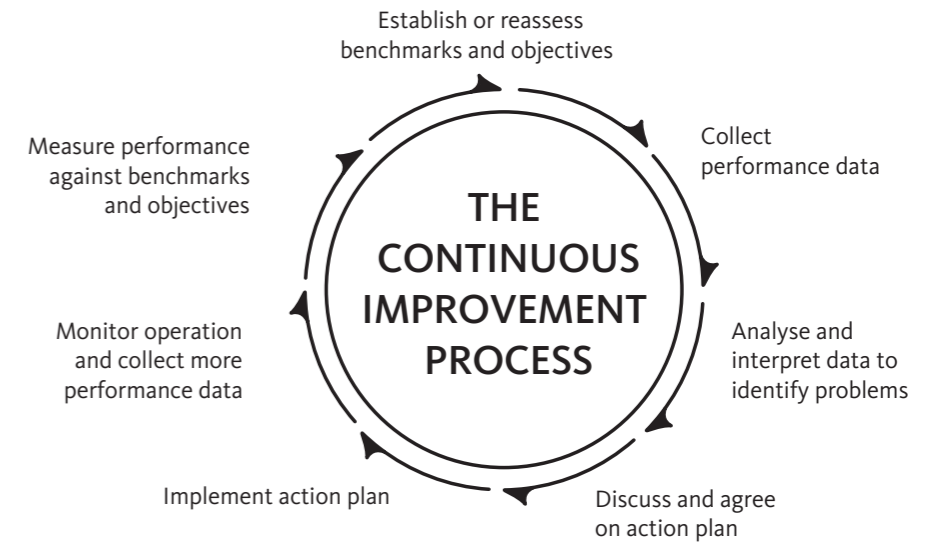 Establish or reassess
benchmarks and objectives
Collect
performance data
Analyse and
interpret data to
identify problems
Discuss and agree
on action plan
Implement action plan
Monitor operation
and collect more
performance data
Measure performance
against benchmarks
and objectives
THE
CONTINUOUS
IMPROVEMENT
PROCESS